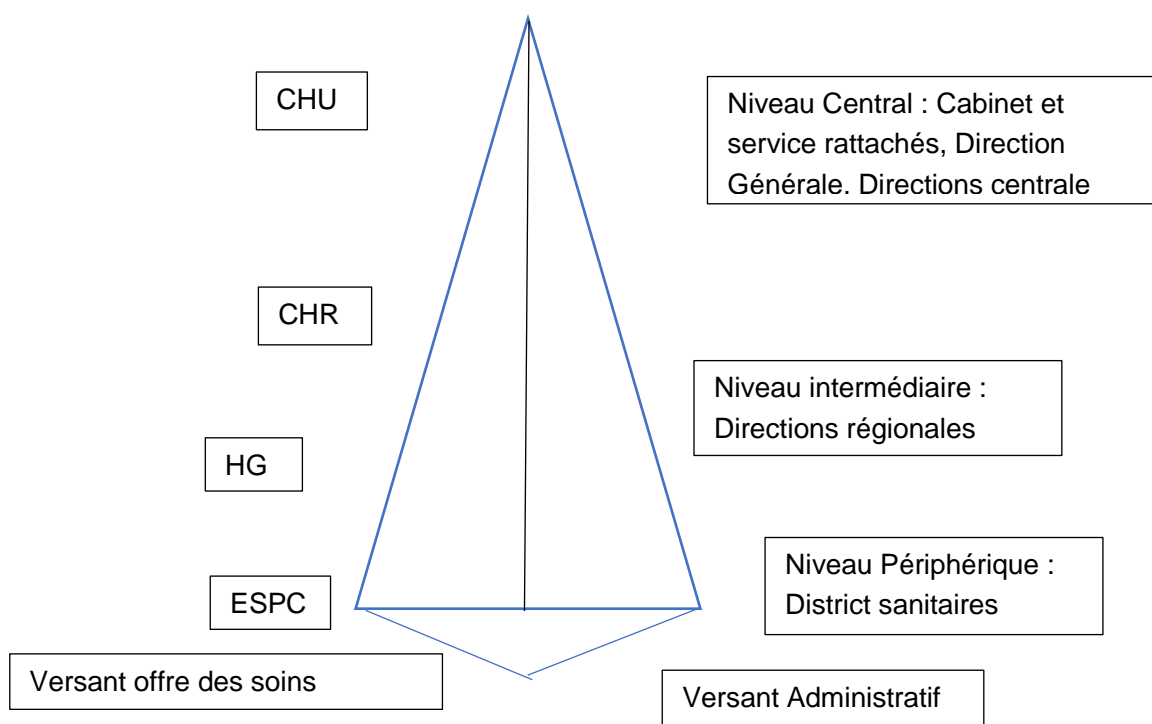 CHU
Niveau Central : Cabinet et
service rattachés, Direction
Générale. Directions centrale
CHR
Niveau intermédiaire :
Directions régionales
HG
ESPC
Niveau Périphérique :
District sanitaires
Versant offre des soins
Versant Administratif